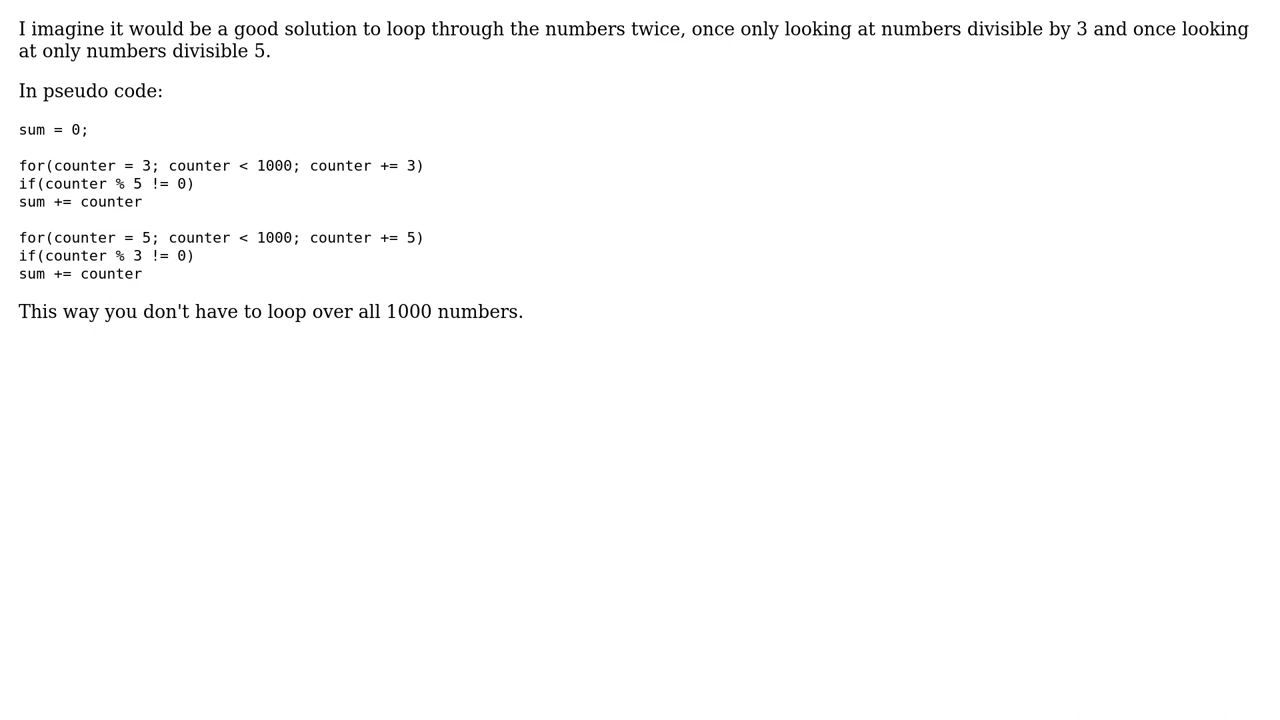 I imagine it would be a good solution to loop through the numbers twice, once only looking at numbers divisible by 3 and once looking
at only numbers divisible 5.
In pseudo code:
sum = 0;
for(counter = 3; counter < 1000; counter += 3)
if(counter % 5 != 0)
sum += counter
for(counter = 5; counter < 1000; counter += 5)
if(counter % 3 != 0)
sum += counter
This way you don't have to loop over all 1000 numbers.